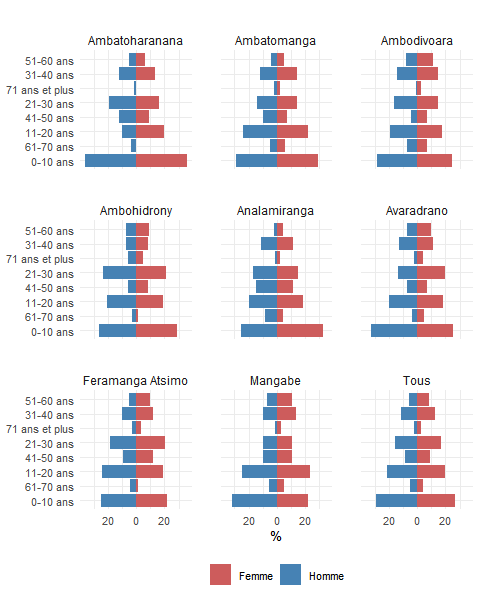 Ambatoharanana Ambatomanga Ambodivoara
51-60 ans
31-40 ans
71 ans et plus
21-30 ans
41-50 ans
11-20 ans
61-70 ans
0-10 ans
Ambohidrony Analamiranga Avaradrano
51-60 ans
31-40 ans
71 ans et plus
21-30 ans
41-50 ans
11-20 ans
61-70 ans
0-10 ans
Feramanga Atsimo Mangabe Tous
51-60 ans
31-40 ans
71 ans et plus
21-30 ans
41-50 ans
11-20 ans
61-70 ans
0-10 ans
20 0 20 20 0 20 20 0 20
%
Femme Homme